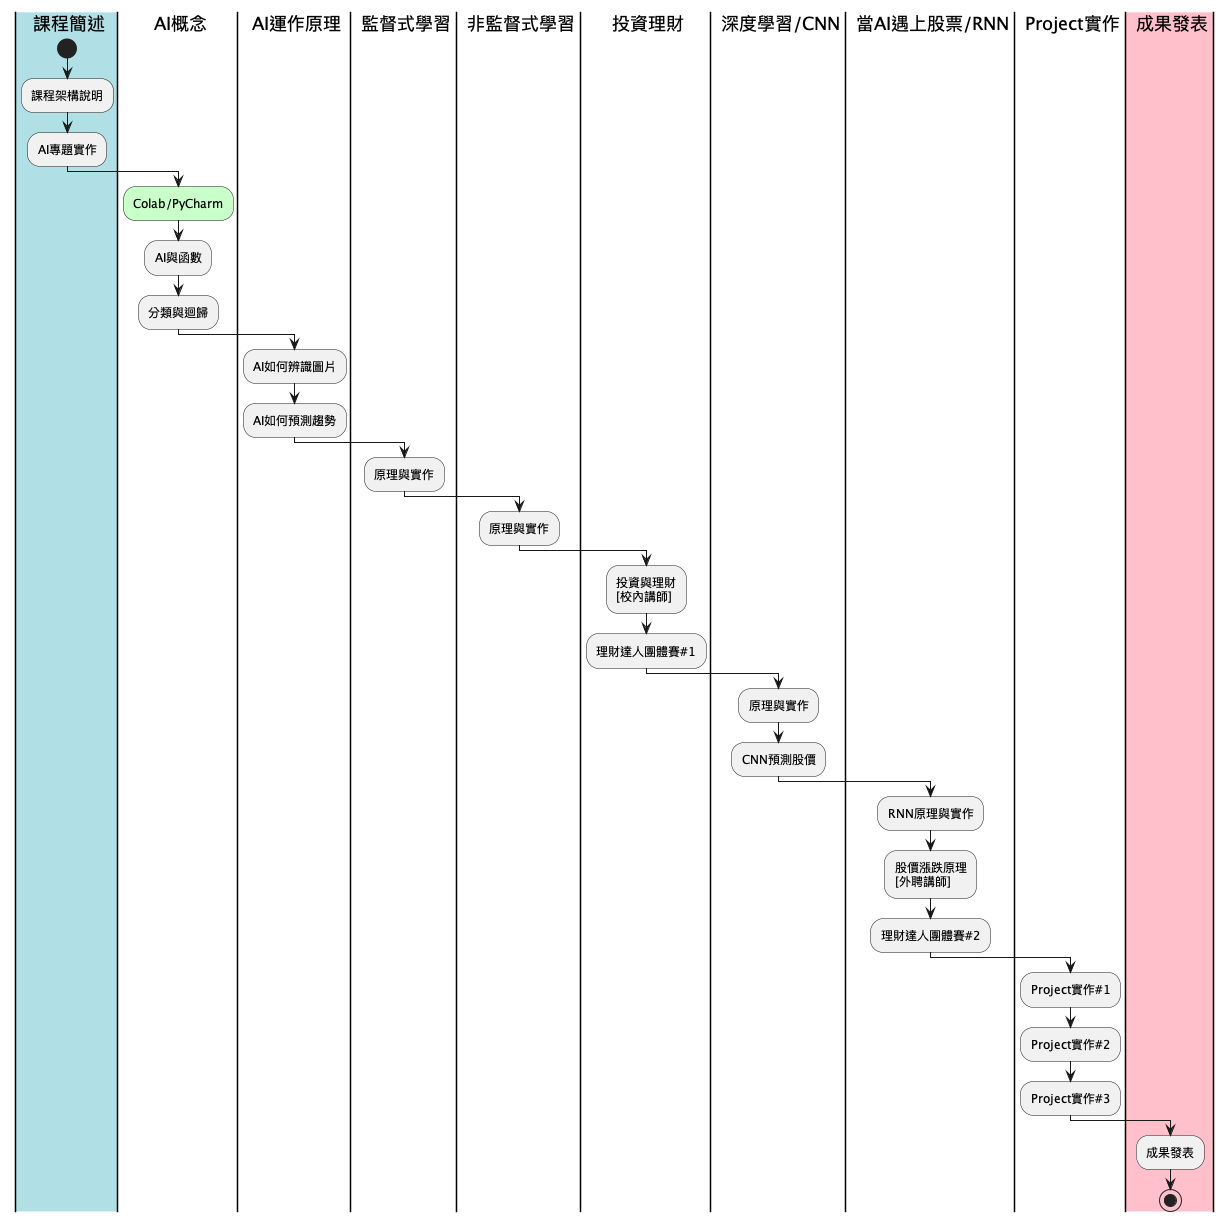 課程簡述
AI概念
AI運作原理
監督式學習
非監督式學習
投資理財
深度學習/CNN
當AI遇上股票/RNN
Project實作
成果發表
課程架構說明
AI專題實作
Colab/PyCharm
AI與函數
分類與迴歸
AI如何辨識圖片
AI如何預測趨勢
原理與實作
原理與實作
投資與理財
[校內講師]
理財達人團體賽#1
原理與實作
CNN預測股價
RNN原理與實作
股價漲跌原理
[外聘講師]
理財達人團體賽#2
Project實作#1
Project實作#2
Project實作#3
成果發表